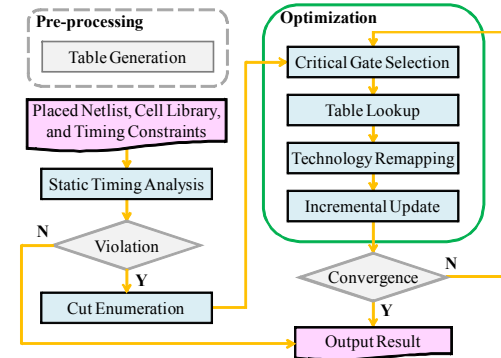 Pre-processing
Table Generation
Placed Netlist, Cell Library,
and Timing Constraints
Static Timing Analysis
N
Violation
Y
Cut Enumeration
Optimization
Critical Gate Selection
Table Lookup
Technology Remapping
Incremental Update
Convergence
N
Y
Output Result